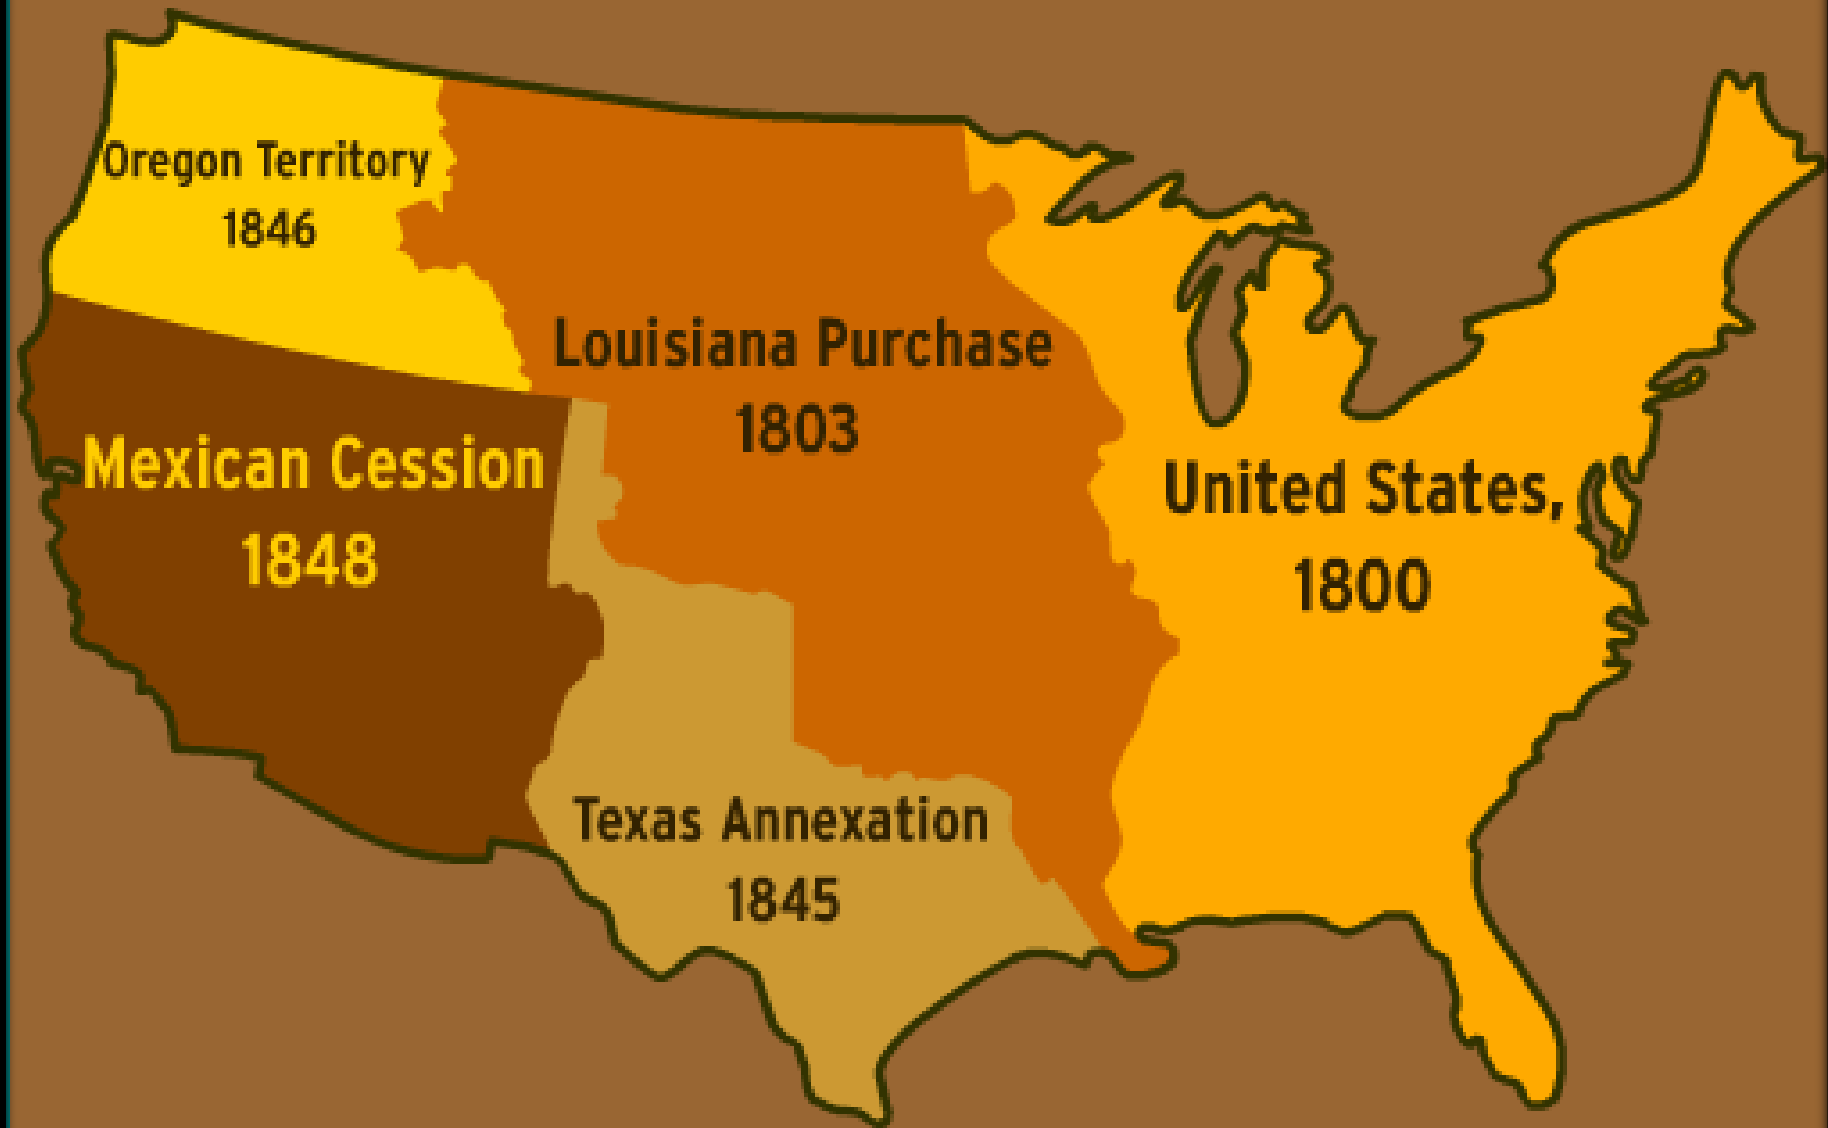 Oregon Territory
1846
Louisiana Purchase
1803
Mexican Cession
1848
United States,
1800
Texas Annexation
1845